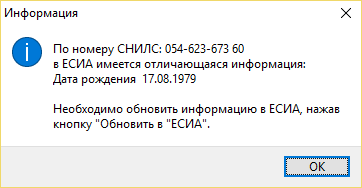 Информация
По номеру СНИЛС: 054-623-673 60
в ЕСИА имеется отличающаяся информация:
Дата рождения 17.08.1979
Необходимо обновить информацию в ЕСИА, нажав
кнопку "Обновить в "ЕСИА".
ОК